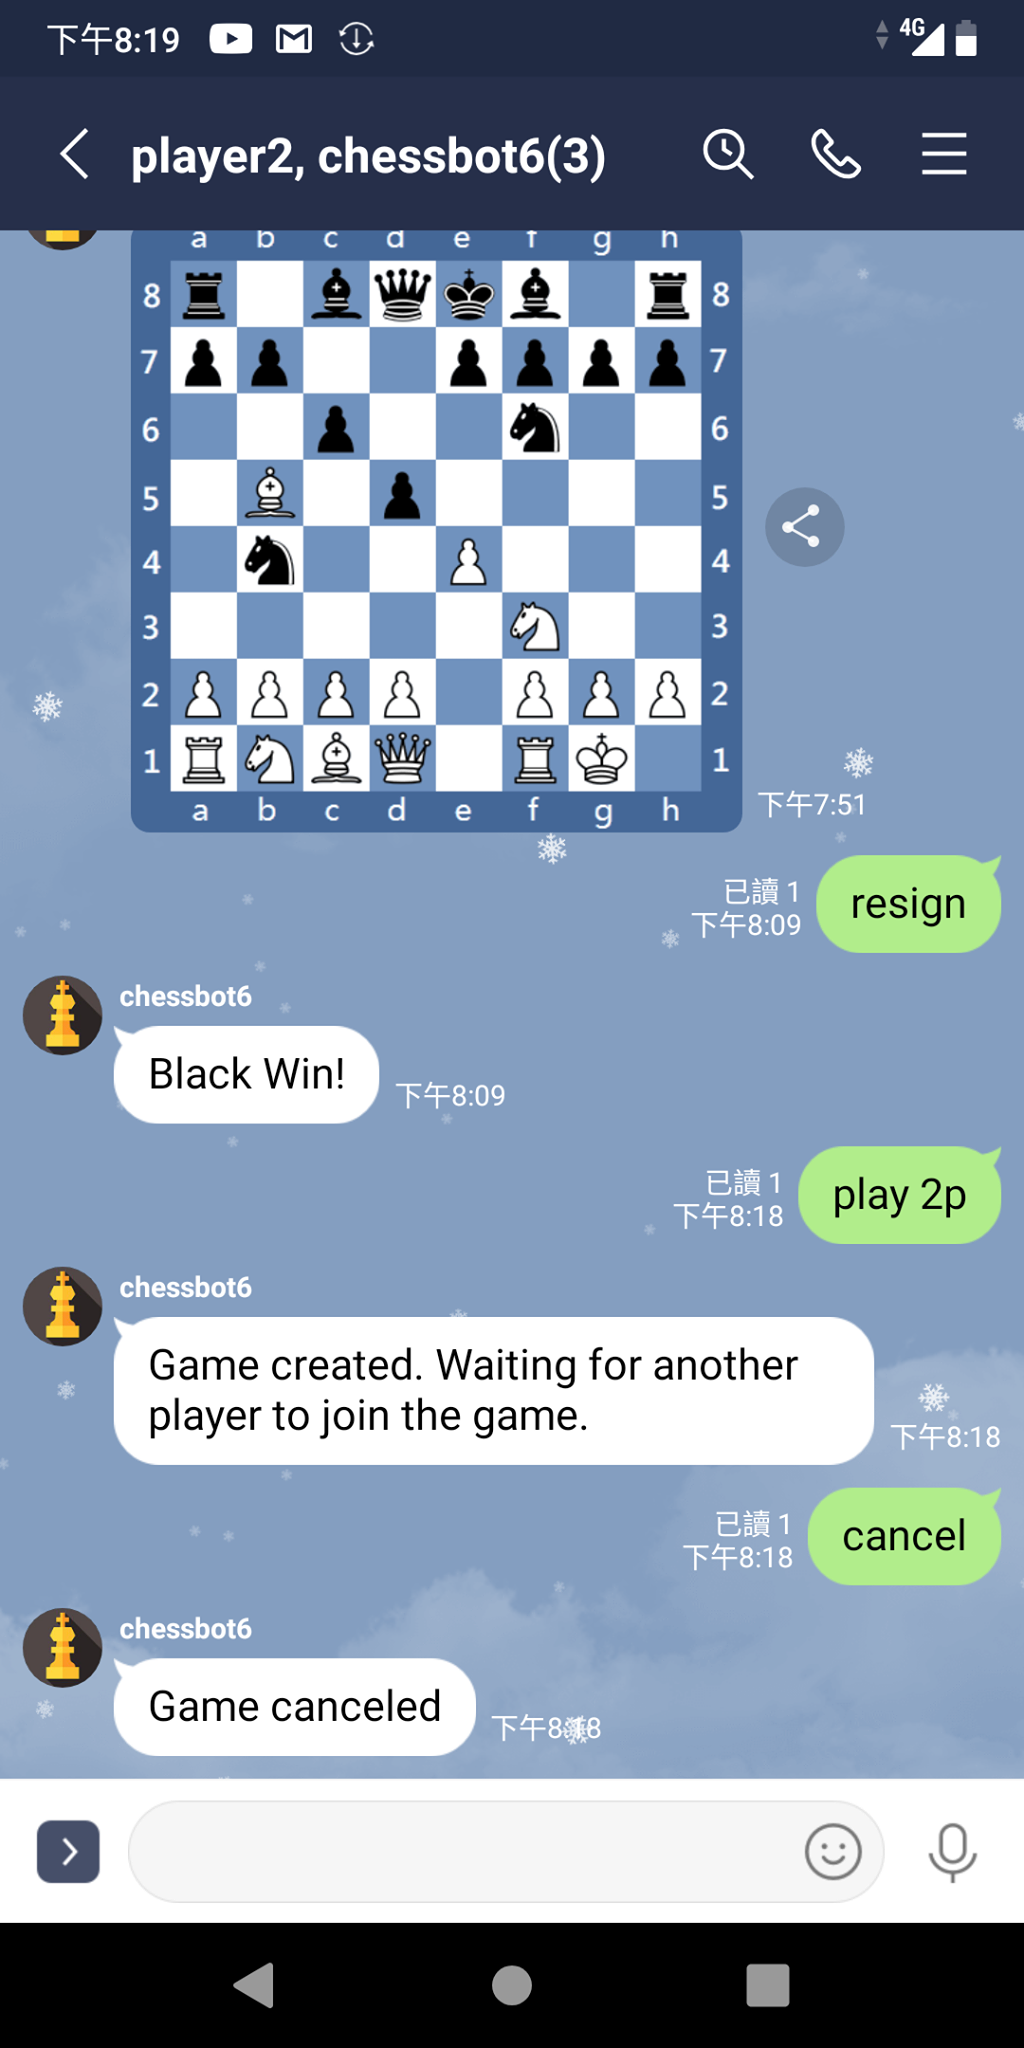 下午8:19
4G
player2, chessbot6(3)
a b c d e f g h
8 8
7 7
6 6
5 5
4 4
3 3
2 2
1 1
a b c d e f g h
下午7:51
已讀 1
下午8:09
resign
chessbot6
Black Win!
下午8:09
已讀 1
下午8:18
play 2p
chessbot6
Game created. Waiting for another
player to join the game.
下午8:18
已讀 1
下午8:18
cancel
chessbot6
Game canceled
下午8:18